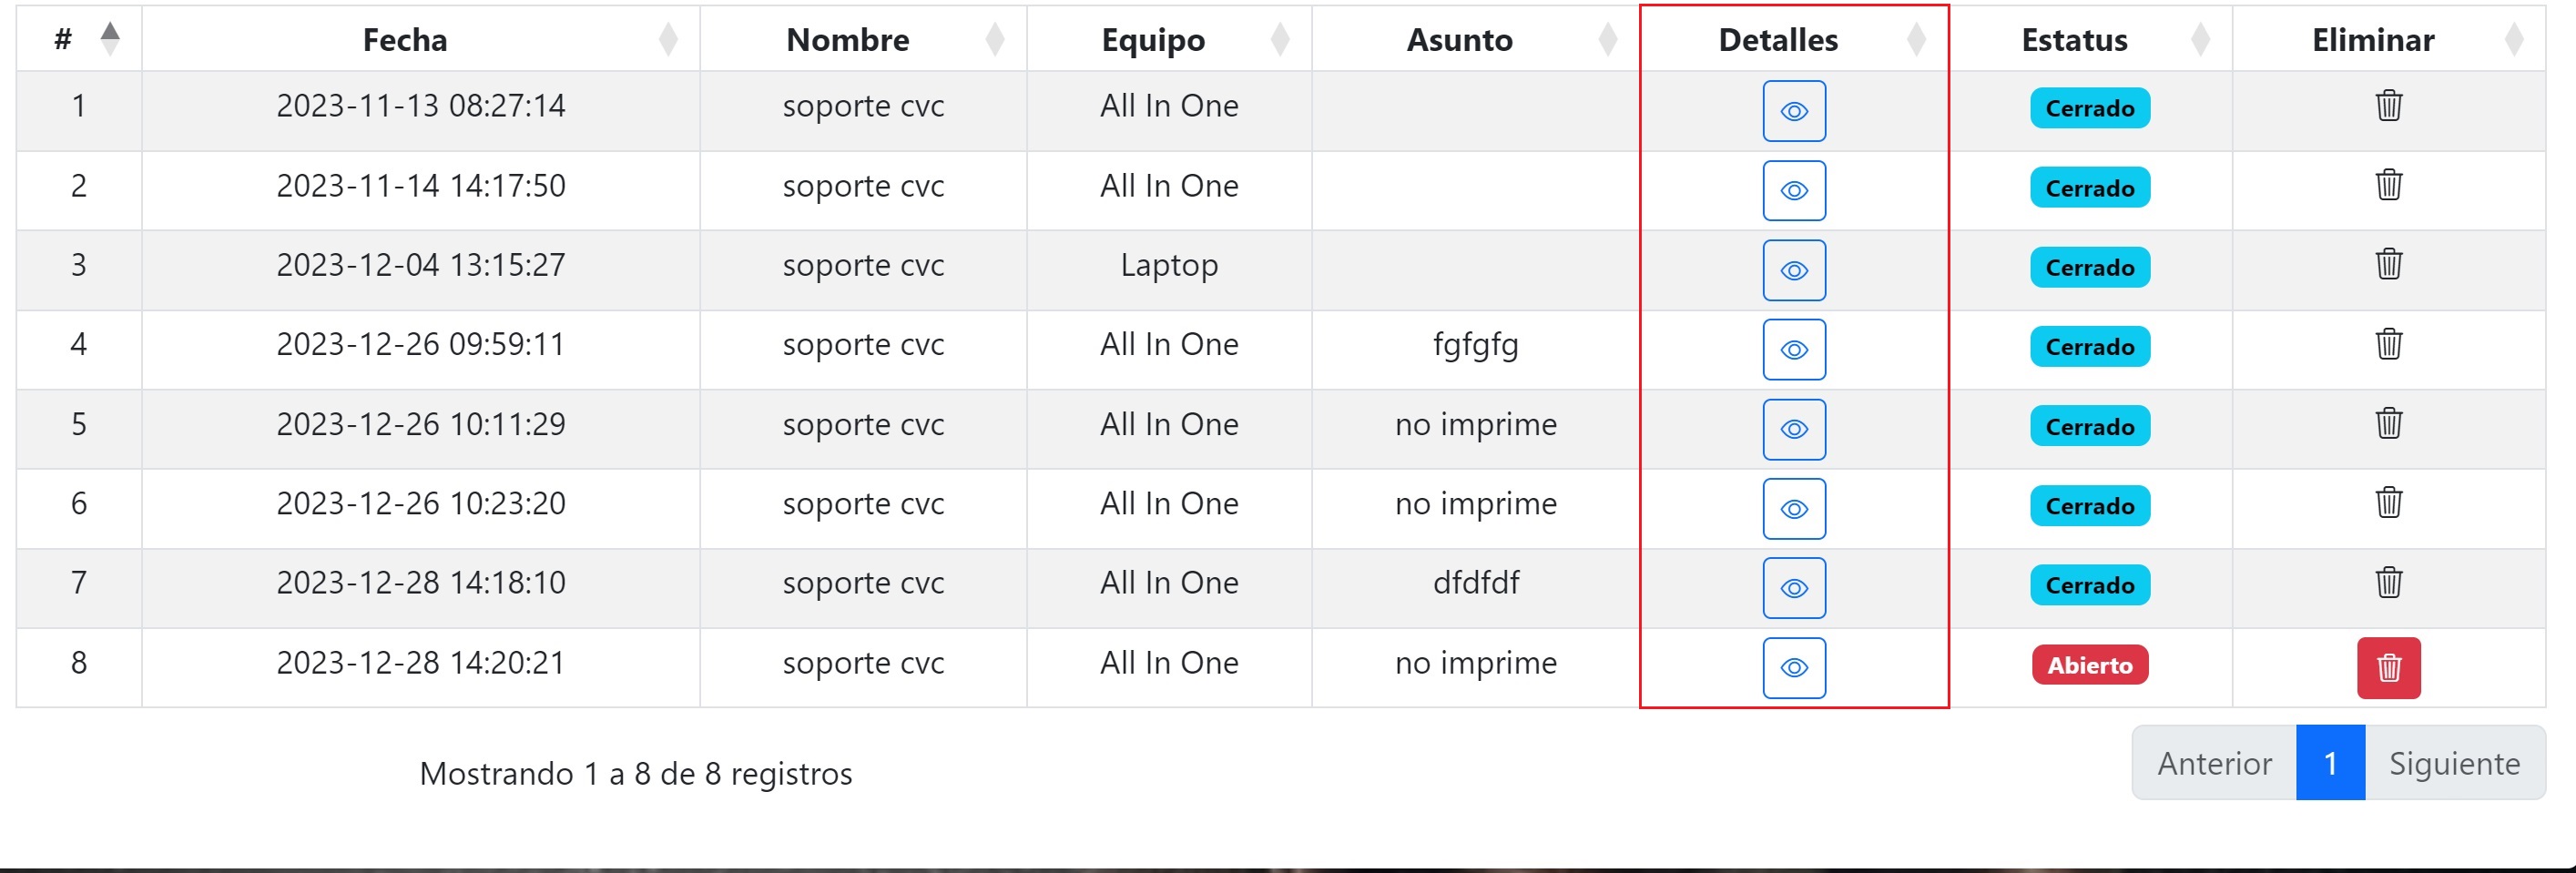 # Fecha Nombre Equipo Asunto Detalles Estatus Eliminar
1 2023-11-13 08:27:14 soporte cvc All In One Cerrado
2 2023-11-14 14:17:50 soporte cvc All In One Cerrado
3 2023-12-04 13:15:27 soporte cvc Laptop Cerrado
4 2023-12-26 09:59:11 soporte cvc All In One fgfgfg Cerrado
5 2023-12-26 10:11:29 soporte cvc All In One no imprime Cerrado
6 2023-12-26 10:23:20 soporte cvc All In One no imprime Cerrado
7 2023-12-28 14:18:10 soporte cvc All In One dfdfdf Cerrado
8 2023-12-28 14:20:21 soporte cvc All In One no imprime Abierto
Mostrando 1 a 8 de 8 registros
Anterior 1 Siguiente